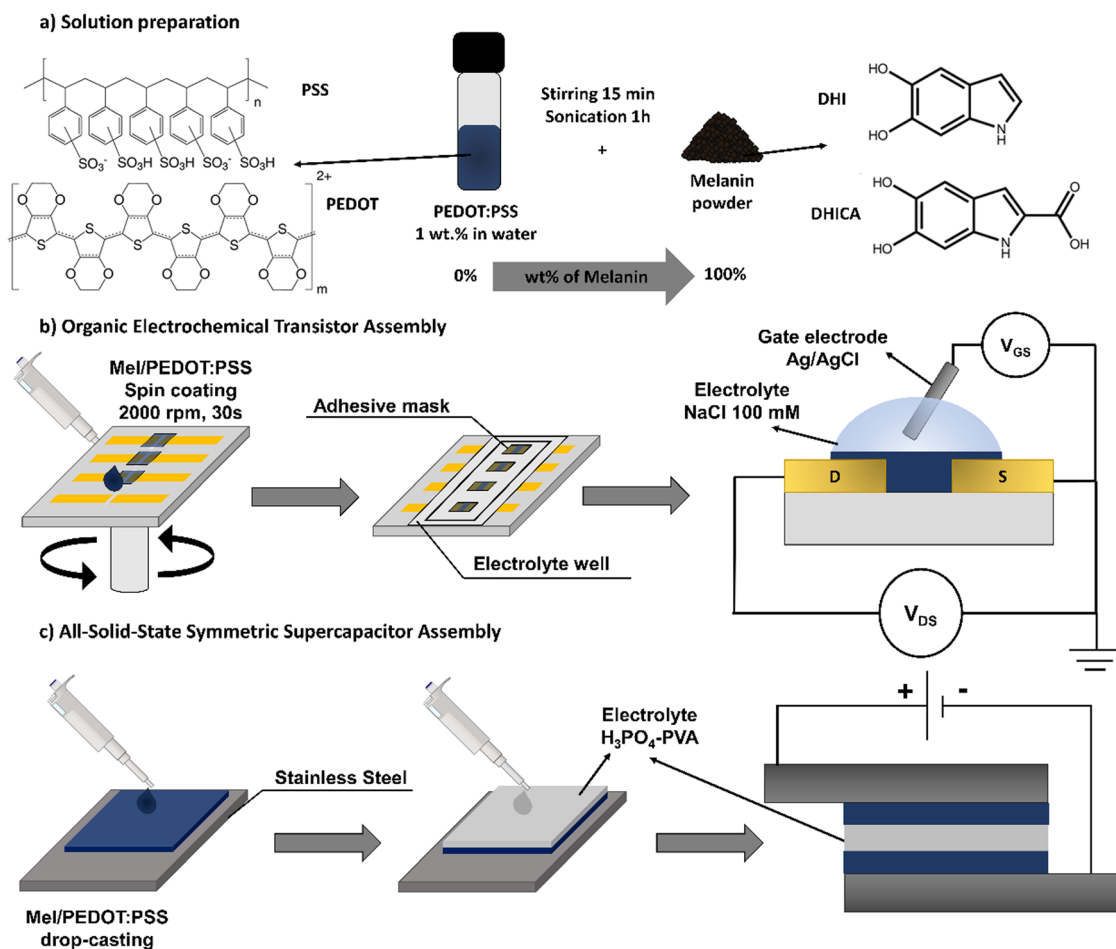 a) Solution preparation
PSS
n
SO₃⁻ SO₃H SO₃H SO₃⁻ SO₃H
2+
PEDOT
O O O O O O
S S S S S S
O O O O O O
m
PEDOT:PSS
1 wt.% in water
Stirring 15 min
Sonication 1h
+
Melanin
powder
DHI
HO
HO
N
H
DHICA
HO
HO
N
H
O
OH
0%
wt% of Melanin
100%
b) Organic Electrochemical Transistor Assembly
Mel/PEDOT:PSS
Spin coating
2000 rpm, 30s
Adhesive mask
Electrolyte well
Gate electrode
Ag/AgCl
Electrolyte
NaCl 100 mM
V_GS
D
S
V_DS
c) All-Solid-State Symmetric Supercapacitor Assembly
Mel/PEDOT:PSS
drop-casting
Stainless Steel
Electrolyte
H₃PO₄-PVA
+ -